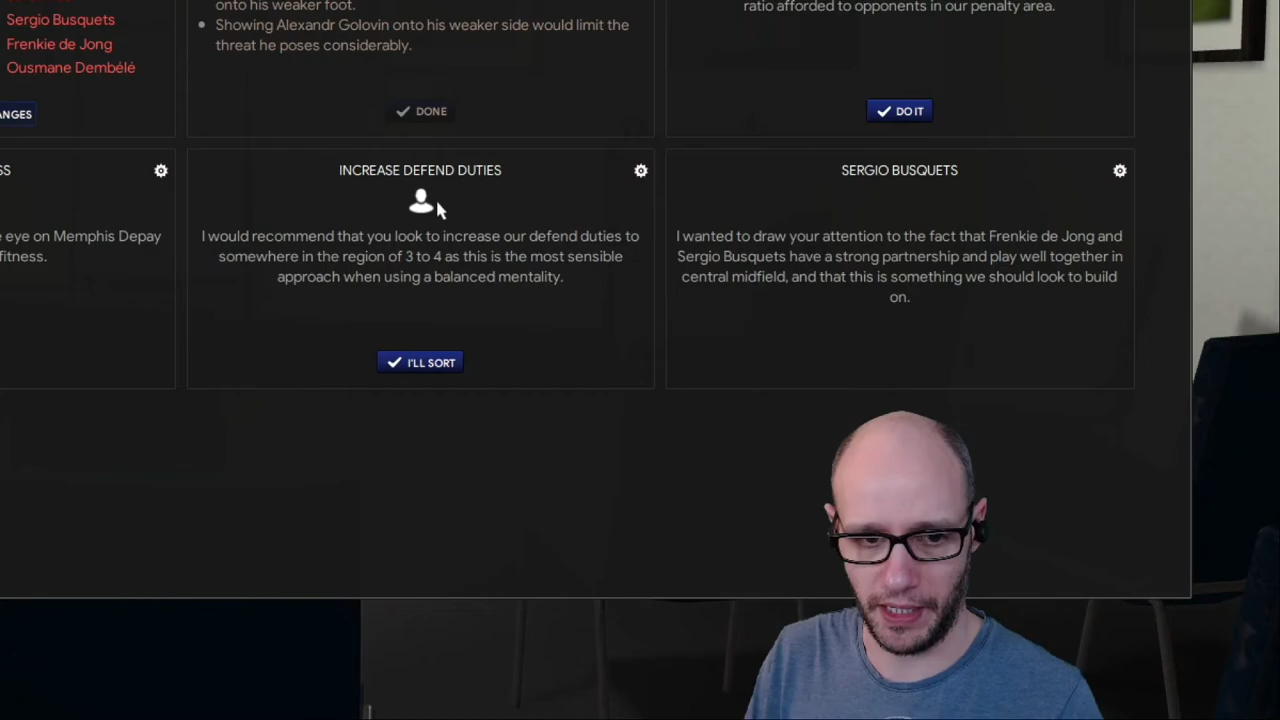 Sergio Busquets
Frenkie de Jong
Ousmane Dembélé
ANGES
onto his weaker foot.
Showing Alexandr Golovin onto his weaker side would limit the
threat he poses considerably.
DONE
ratio afforded to opponents in our penalty area.
DO IT
eye on Memphis Depay
fitness.
INCREASE DEFEND DUTIES
I would recommend that you look to increase our defend duties to
somewhere in the region of 3 to 4 as this is the most sensible
approach when using a balanced mentality.
I'LL SORT
SERGIO BUSQUETS
I wanted to draw your attention to the fact that Frenkie de Jong and
Sergio Busquets have a strong partnership and play well together in
central midfield, and that this is something we should look to build
on.